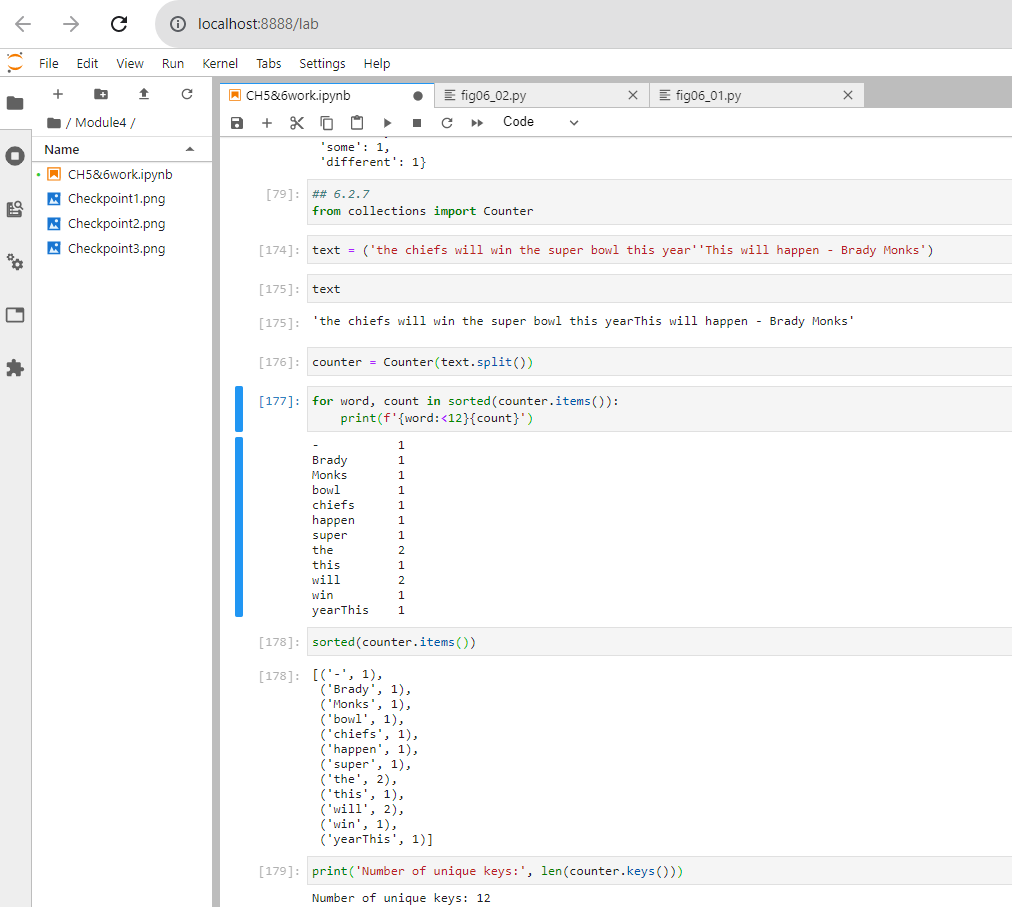 localhost:8888/lab
File Edit View Run Kernel Tabs Settings Help
/ Module4 /
Name
CH5&6work.ipynb
Checkpoint1.png
Checkpoint2.png
Checkpoint3.png
CH5&6work.ipynb fig06_02.py fig06_01.py
Code
'some': 1,
'different': 1}
[79]: ## 6.2.7
from collections import Counter
[174]: text = ('the chiefs will win the super bowl this year''This will happen - Brady Monks')
[175]: text
[175]: 'the chiefs will win the super bowl this yearThis will happen - Brady Monks'
[176]: counter = Counter(text.split())
[177]: for word, count in sorted(counter.items()):
print(f'{word:<12}{count}')
- 1
Brady 1
Monks 1
bowl 1
chiefs 1
happen 1
super 1
the 2
this 1
will 2
win 1
yearThis 1
[178]: sorted(counter.items())
[178]: [('-', 1),
('Brady', 1),
('Monks', 1),
('bowl', 1),
('chiefs', 1),
('happen', 1),
('super', 1),
('the', 2),
('this', 1),
('will', 2),
('win', 1),
('yearThis', 1)]
[179]: print('Number of unique keys:', len(counter.keys()))
Number of unique keys: 12